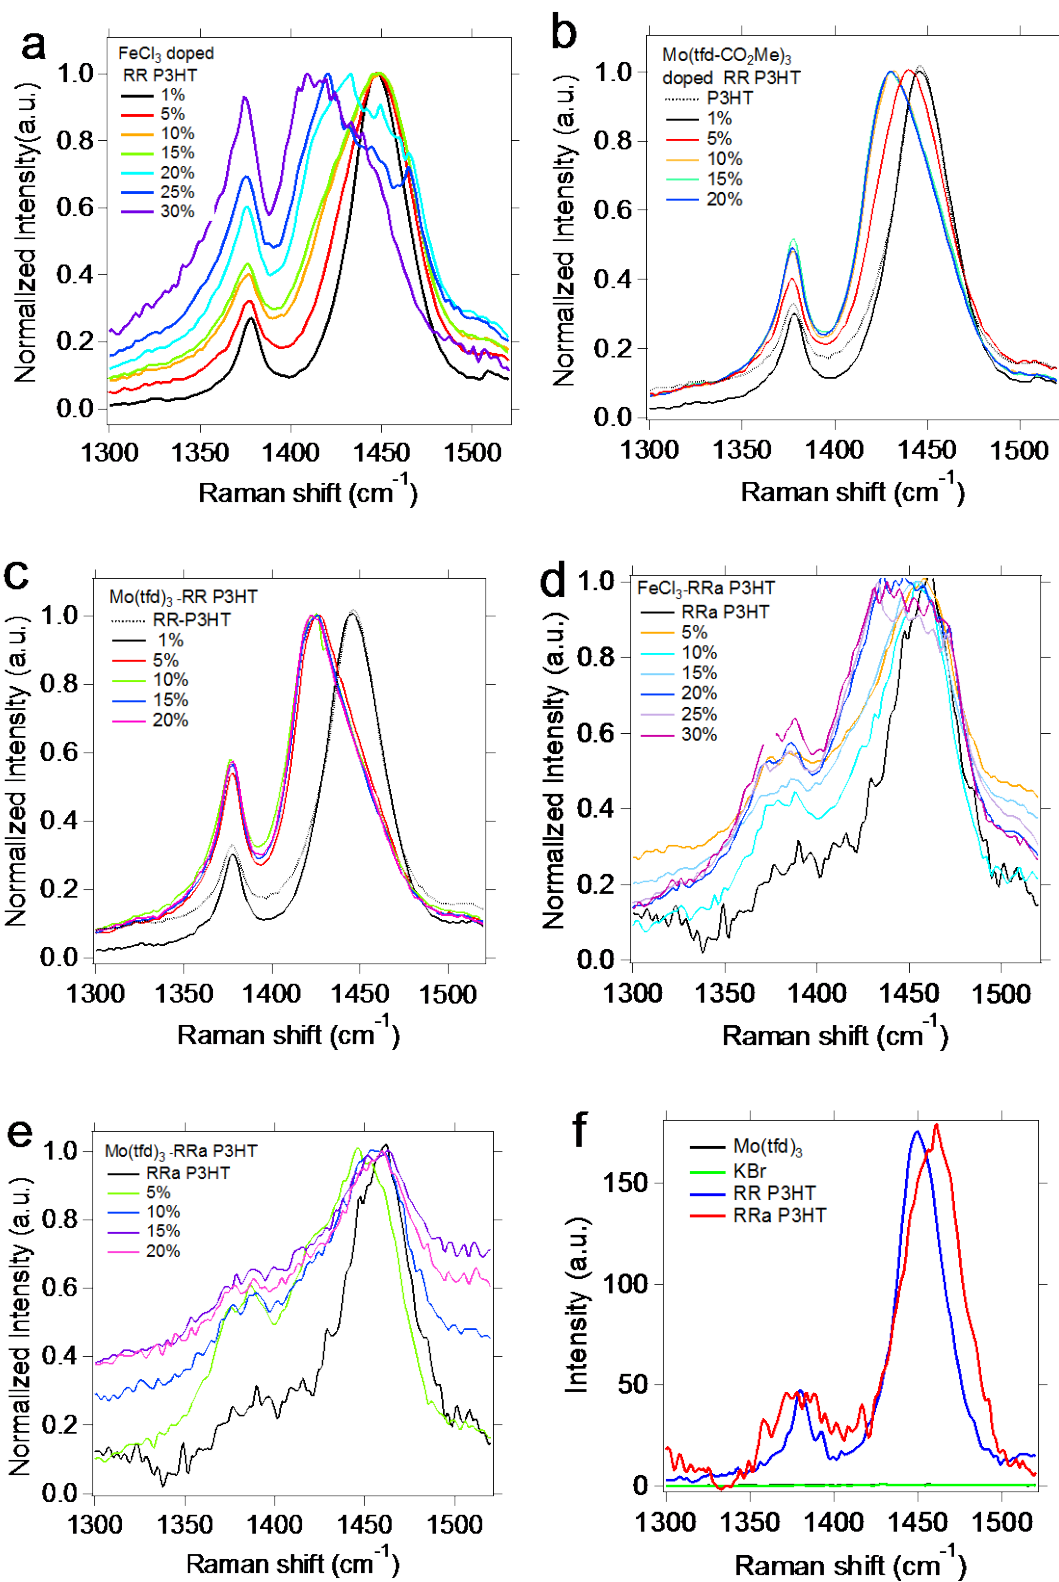 a
FeCl3 doped
RR P3HT
1%
5%
10%
15%
20%
25%
30%
Normalized Intensity(a.u.)
1.0
0.8
0.6
0.4
0.2
0.0
1300 1350 1400 1450 1500
Raman shift (cm-1)
b
Mo(tfd-CO2Me)3
doped RR P3HT
P3HT
1%
5%
10%
15%
20%
Normalized Intensity (a.u.)
1.0
0.8
0.6
0.4
0.2
0.0
1300 1350 1400 1450 1500
Raman shift (cm-1)
c
Mo(tfd)3 -RR P3HT
RR-P3HT
1%
5%
10%
15%
20%
Normalized Intensity (a.u.)
1.0
0.8
0.6
0.4
0.2
0.0
1300 1350 1400 1450 1500
Raman shift (cm-1)
d
FeCl3-RRa P3HT
RRa P3HT
5%
10%
15%
20%
25%
30%
Normalized Intensity (a.u.)
1.0
0.8
0.6
0.4
0.2
0.0
1300 1350 1400 1450 1500
Raman shift (cm-1)
e
Mo(tfd)3 -RRa P3HT
RRa P3HT
5%
10%
15%
20%
Normalized Intensity (a.u.)
1.0
0.8
0.6
0.4
0.2
0.0
1300 1350 1400 1450 1500
Raman shift (cm-1)
f
Mo(tfd)3
KBr
RR P3HT
RRa P3HT
Intensity (a.u.)
150
100
50
0
1300 1350 1400 1450 1500
Raman shift (cm-1)